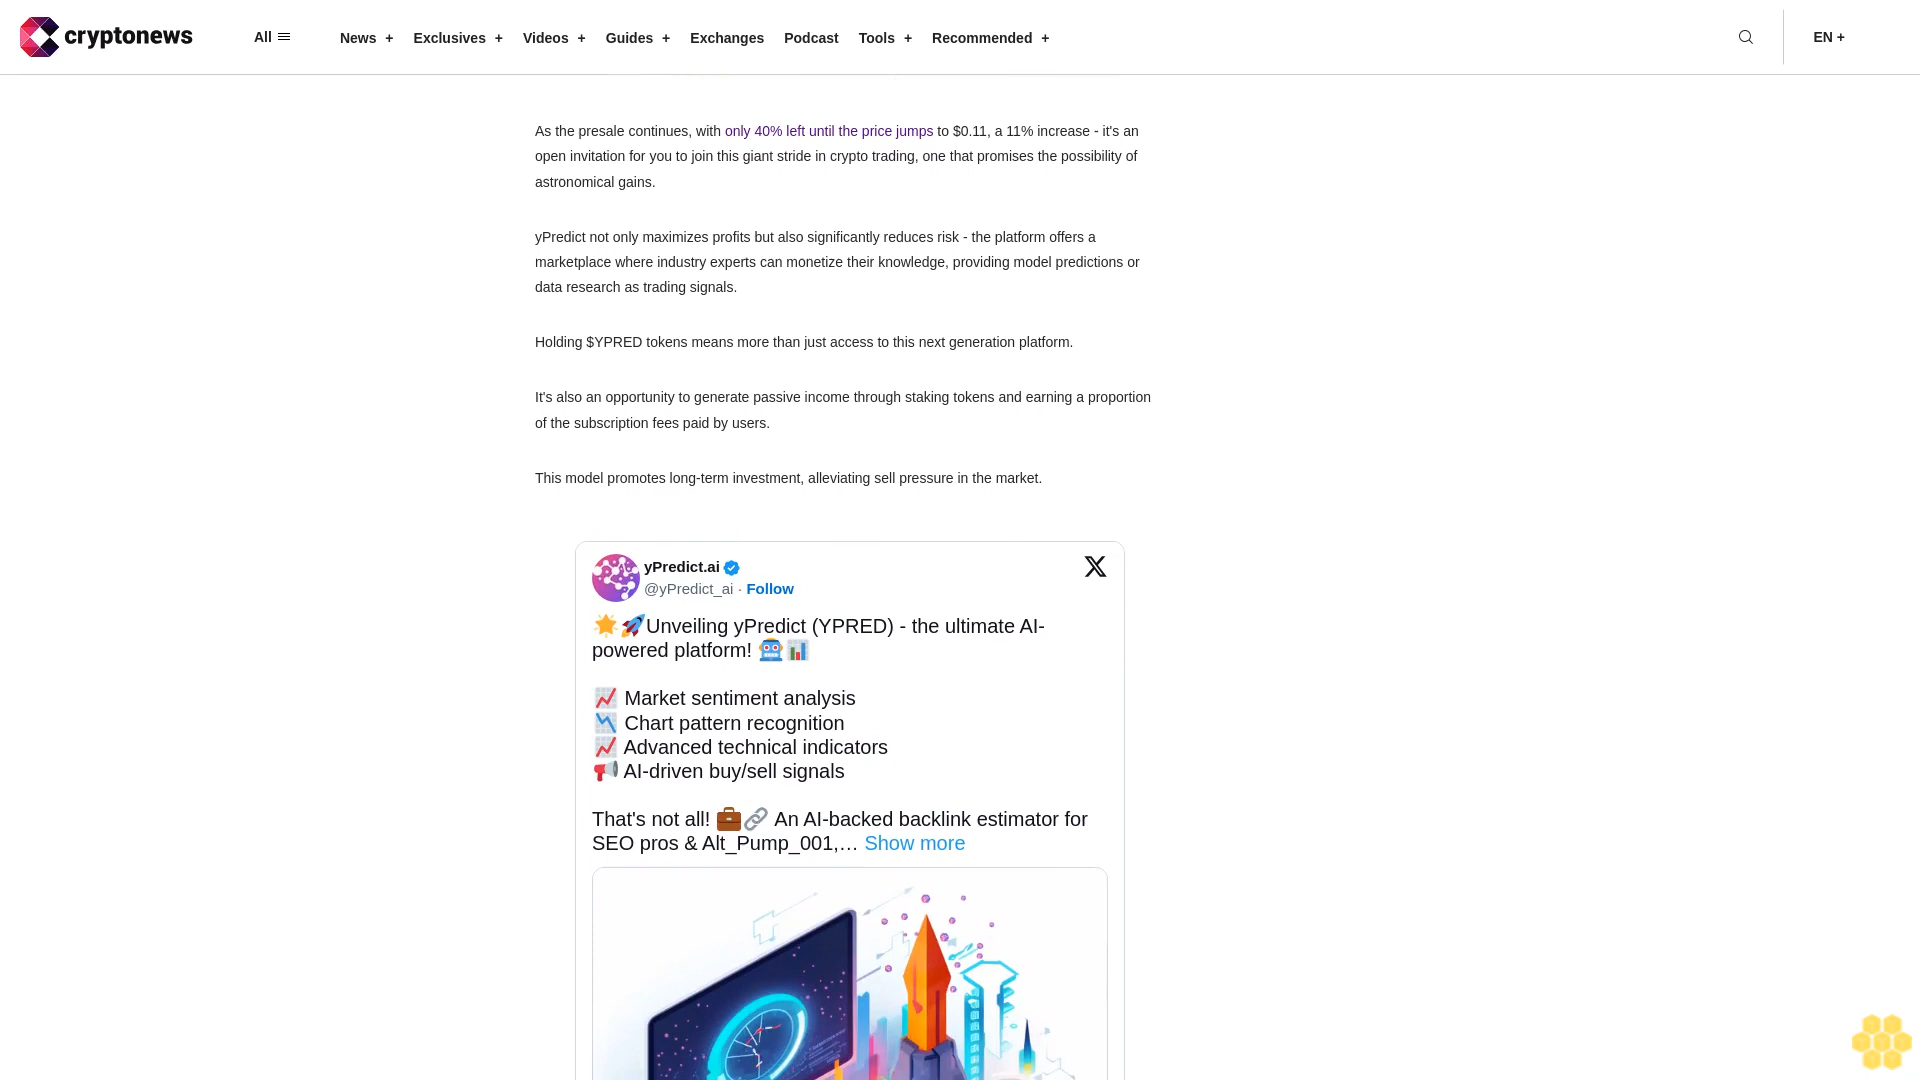 cryptonews
All
News +
Exclusives +
Videos +
Guides +
Exchanges
Podcast
Tools +
Recommended +
EN +
As the presale continues, with only 40% left until the price jumps to $0.11, a 11% increase - it's an
open invitation for you to join this giant stride in crypto trading, one that promises the possibility of
astronomical gains.
yPredict not only maximizes profits but also significantly reduces risk - the platform offers a
marketplace where industry experts can monetize their knowledge, providing model predictions or
data research as trading signals.
Holding $YPRED tokens means more than just access to this next generation platform.
It's also an opportunity to generate passive income through staking tokens and earning a proportion
of the subscription fees paid by users.
This model promotes long-term investment, alleviating sell pressure in the market.
yPredict.ai
@yPredict_ai · Follow
🌟🚀Unveiling yPredict (YPRED) - the ultimate AI-
powered platform! 🤖📊
📈 Market sentiment analysis
📉 Chart pattern recognition
📈 Advanced technical indicators
📢 AI-driven buy/sell signals
That's not all! 💼🔗 An AI-backed backlink estimator for
SEO pros & Alt_Pump_001,… Show more